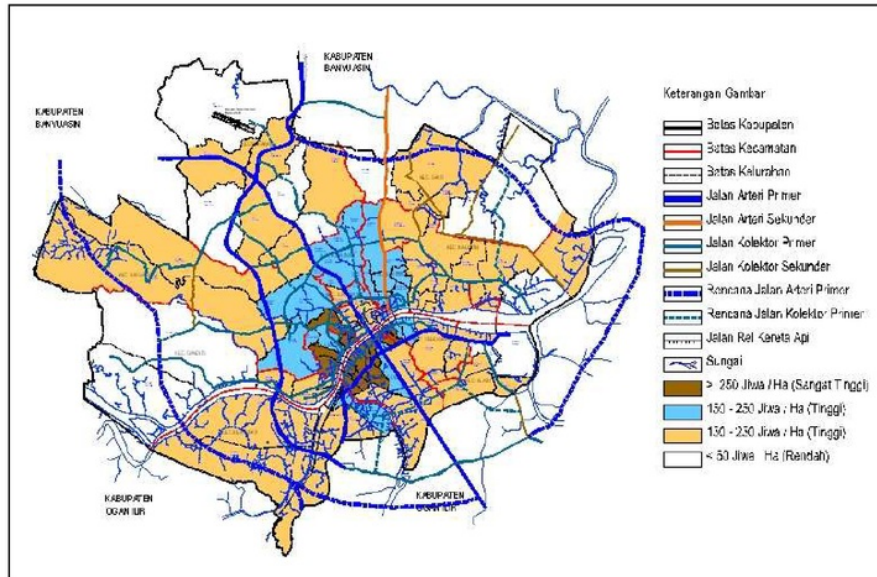 KABUPATEN
BANYUASIN
KABUPATEN
BANYUASIN
KABUPATEN
OGAN ILIR
KABUPATEN
OGAN ILIR
Keterangan Gambar
Batas Kabupaten
Batas Kecamatan
Batas Kelurahan
Jalan Arteri Primer
Jalan Arteri Sekunder
Jalan Kolektor Primer
Jalan Kolektor Sekunder
Rencana Jalan Arteri Primer
Rencana Jalan Kolektor Primer
Jalan Rel Kereta Api
Sungai
> 250 Jiwa / Ha (Sangat Tinggi)
150 - 250 Jiwa / Ha (Tinggi)
150 - 250 Jiwa / Ha (Tinggi)
< 50 Jiwa / Ha (Rendah)